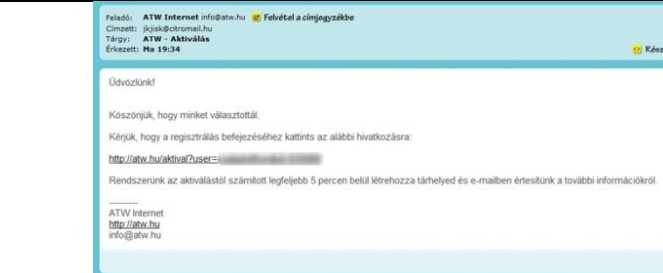 Feladó: ATW Internet info@atw.hu Felvétel a címjegyzékbe
Címzett: jkjisk@citromail.hu
Tárgy: ATW - Aktiválás
Érkezett: Ma 19:34
Üdvözlünk!
Köszönjük, hogy minket választottál.
Kérjük, hogy a regisztrálás befejezéséhez kattints az alábbi hivatkozásra:
http://atw.hu/aktival?user=
Rendszerünk az aktiválástól számított legfeljebb 5 percen belül létrehozza tárhelyed és e-mailben értesítünk a további információkról.
---------
ATW Internet
http://atw.hu
info@atw.hu